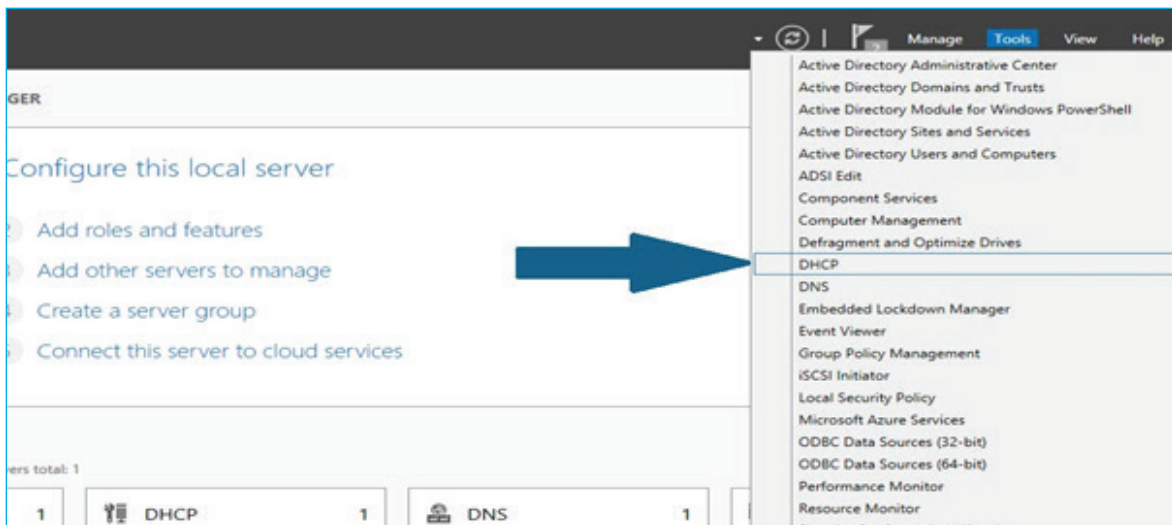 Manage Tools View Help
GER
Configure this local server
2 Add roles and features
3 Add other servers to manage
4 Create a server group
5 Connect this server to cloud services
Active Directory Administrative Center
Active Directory Domains and Trusts
Active Directory Module for Windows PowerShell
Active Directory Sites and Services
Active Directory Users and Computers
ADSI Edit
Component Services
Computer Management
Defragment and Optimize Drives
DHCP
DNS
Embedded Lockdown Manager
Event Viewer
Group Policy Management
iSCSI Initiator
Local Security Policy
Microsoft Azure Services
ODBC Data Sources (32-bit)
ODBC Data Sources (64-bit)
Performance Monitor
Resource Monitor
vers total: 1
1 DHCP 1 DNS 1